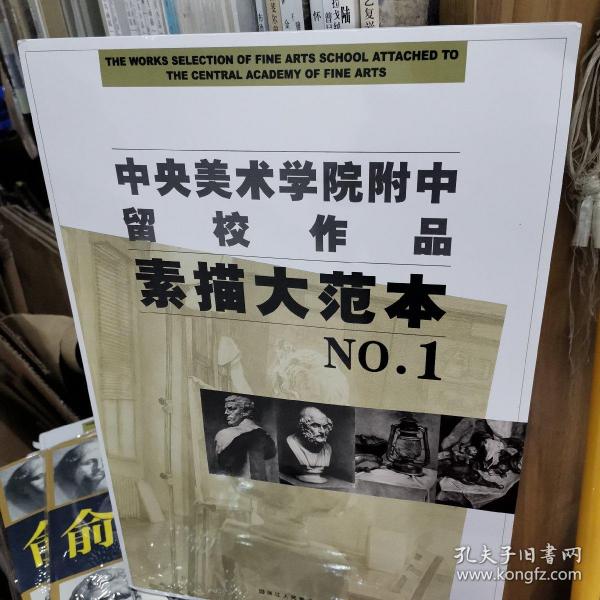 THE WORKS SELECTION OF FINE ARTS SCHOOL ATTACHED TO
THE CENTRAL ACADEMY OF FINE ARTS
中央美术学院附中
留校作品
素描大范本
NO.1
俞
孔夫子旧书网
www.kongfz.com